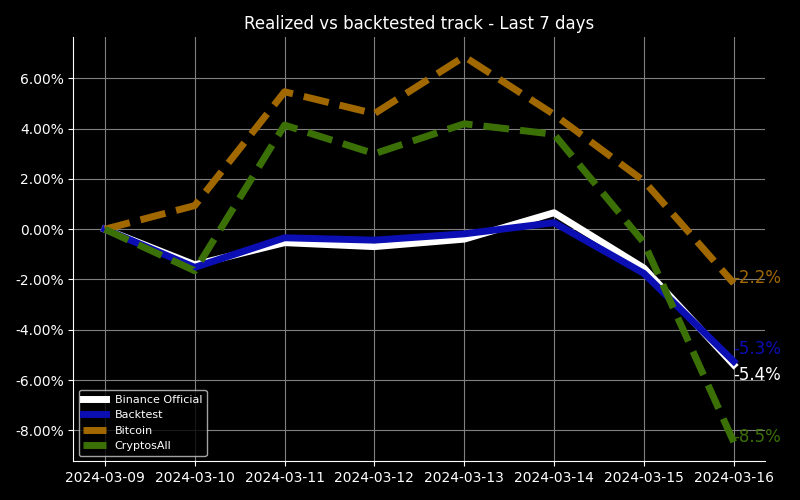 Realized vs backtested track - Last 7 days
6.00%
4.00%
2.00%
0.00%
-2.00%
-4.00%
-6.00%
-8.00%
-2.2%
-5.3%
-5.4%
-8.5%
Binance Official
Backtest
Bitcoin
CryptosAll
2024-03-09 2024-03-10 2024-03-11 2024-03-12 2024-03-13 2024-03-14 2024-03-15 2024-03-16